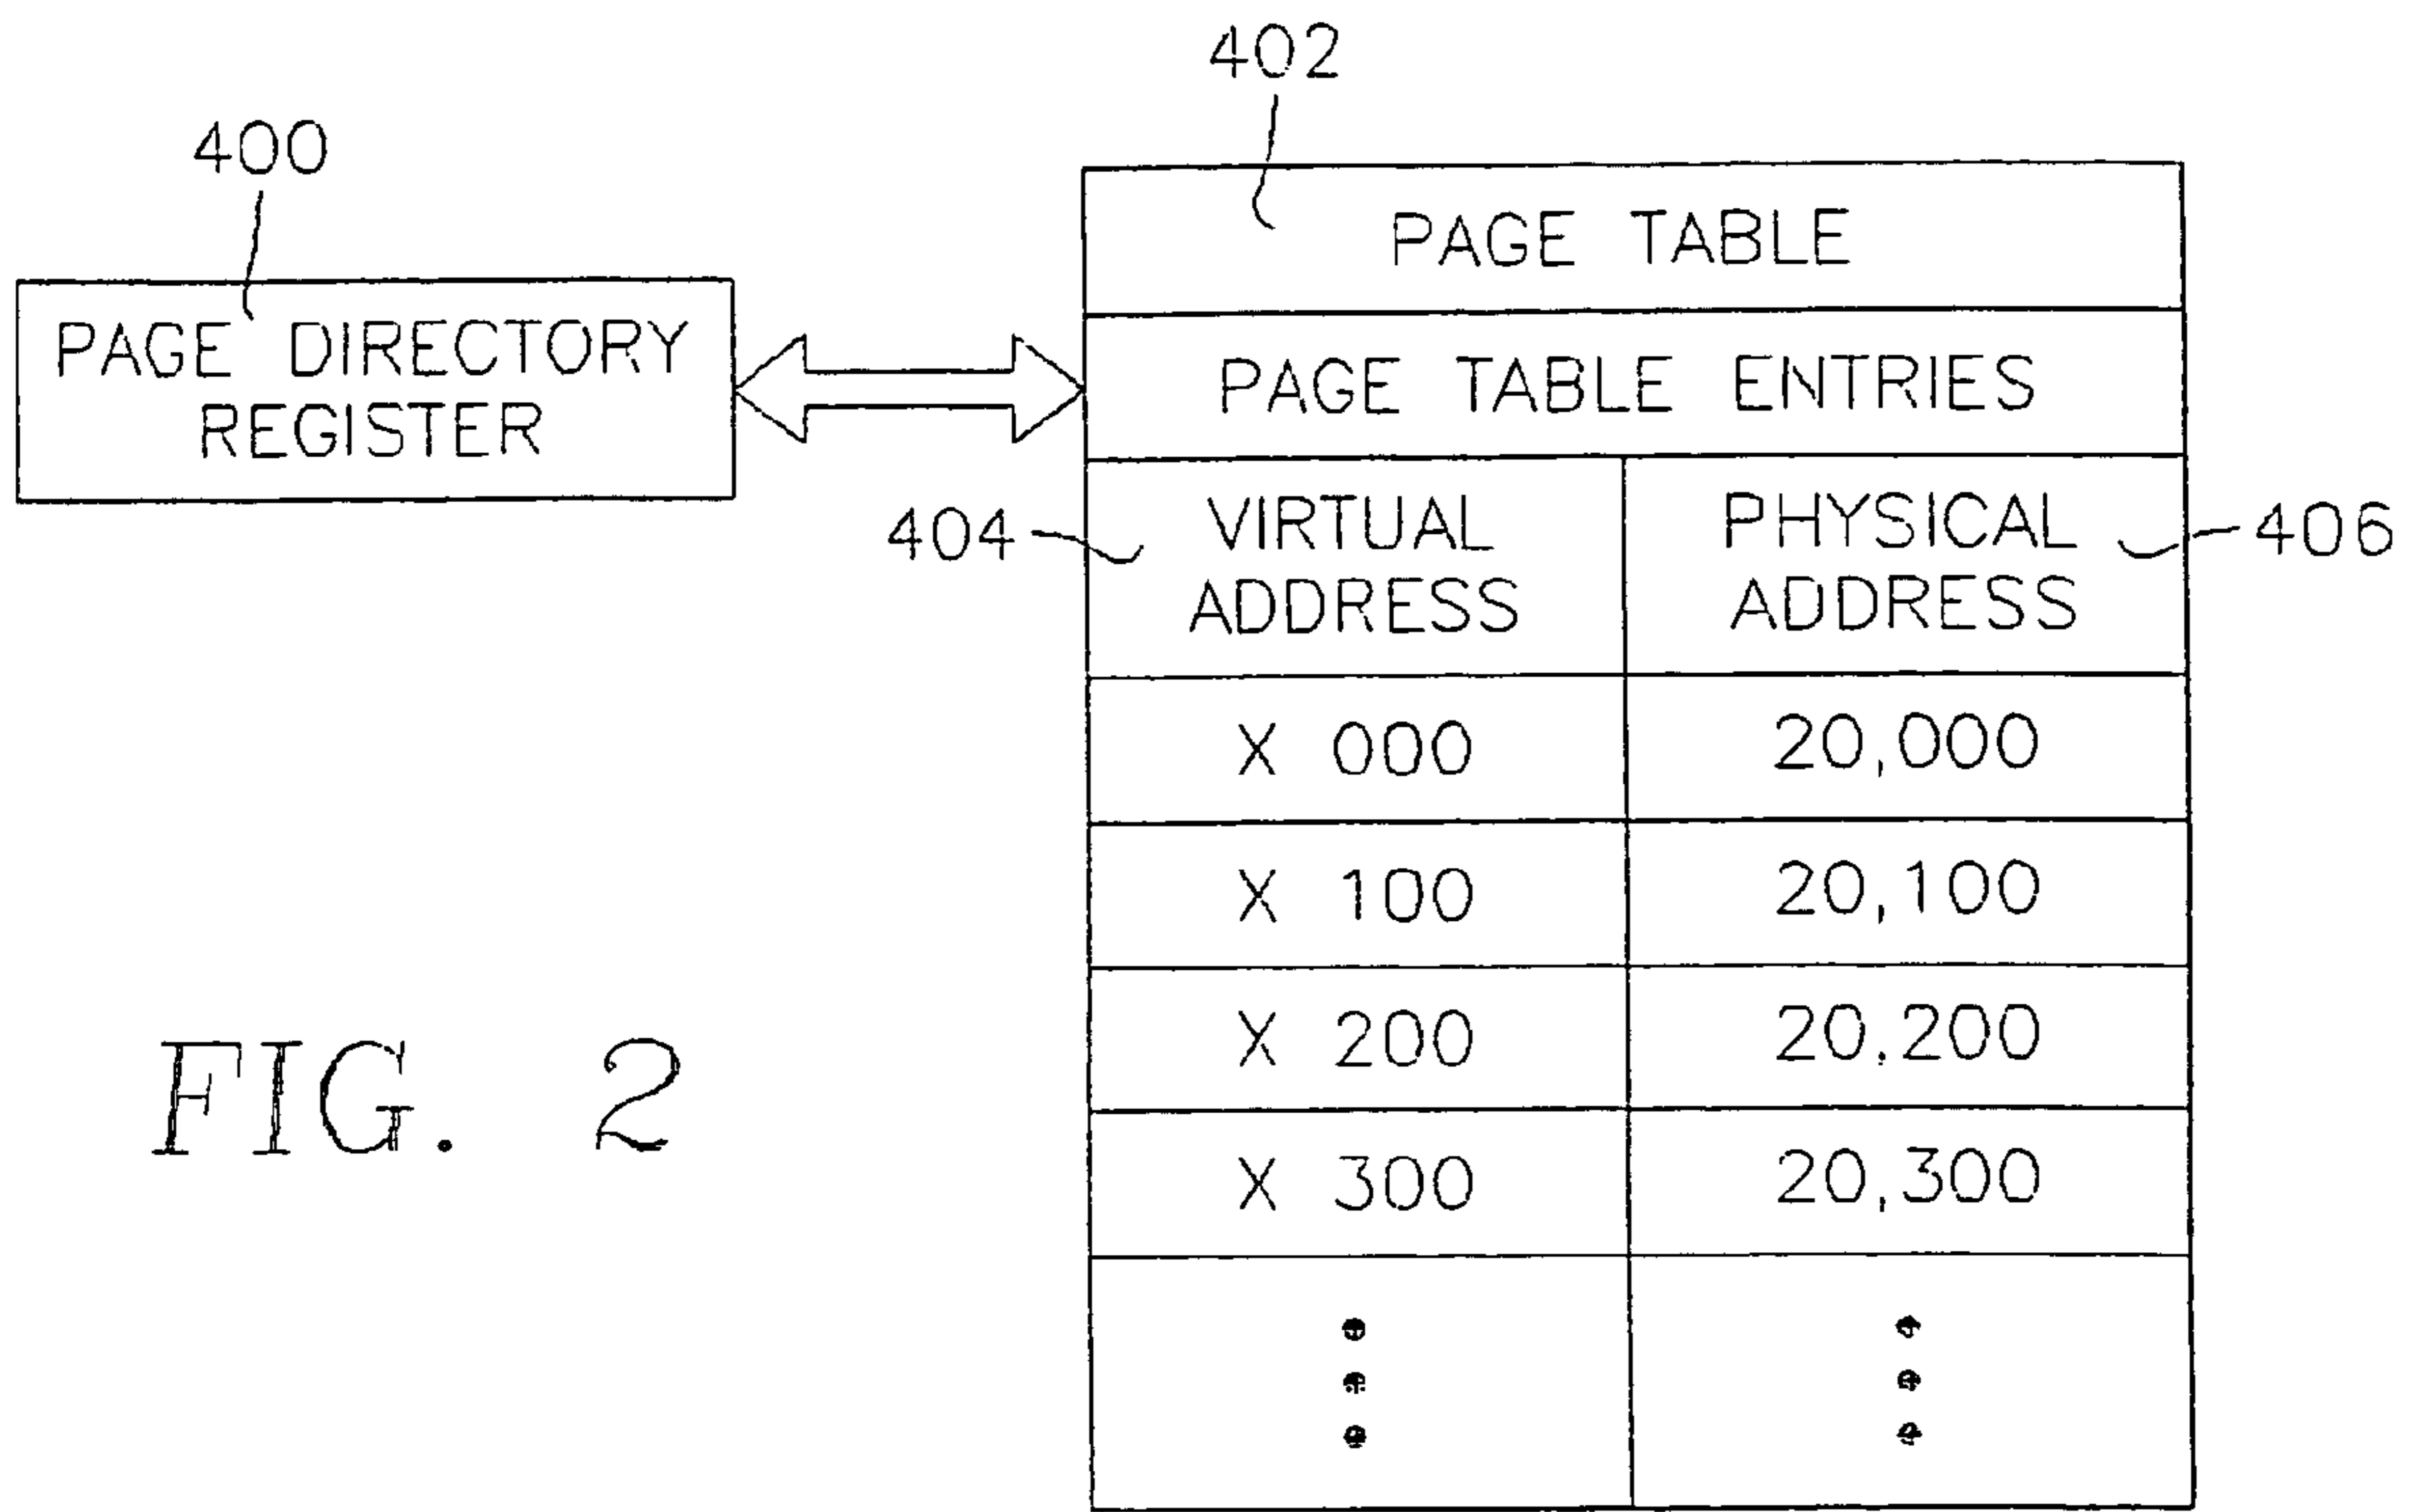 402
400
PAGE TABLE
PAGE DIRECTORY
REGISTER
PAGE TABLE ENTRIES
404
VIRTUAL
ADDRESS
PHYSICAL
ADDRESS
406
X 000 20,000
X 100 20,100
X 200 20.200
X 300 20,300
FIG. 2